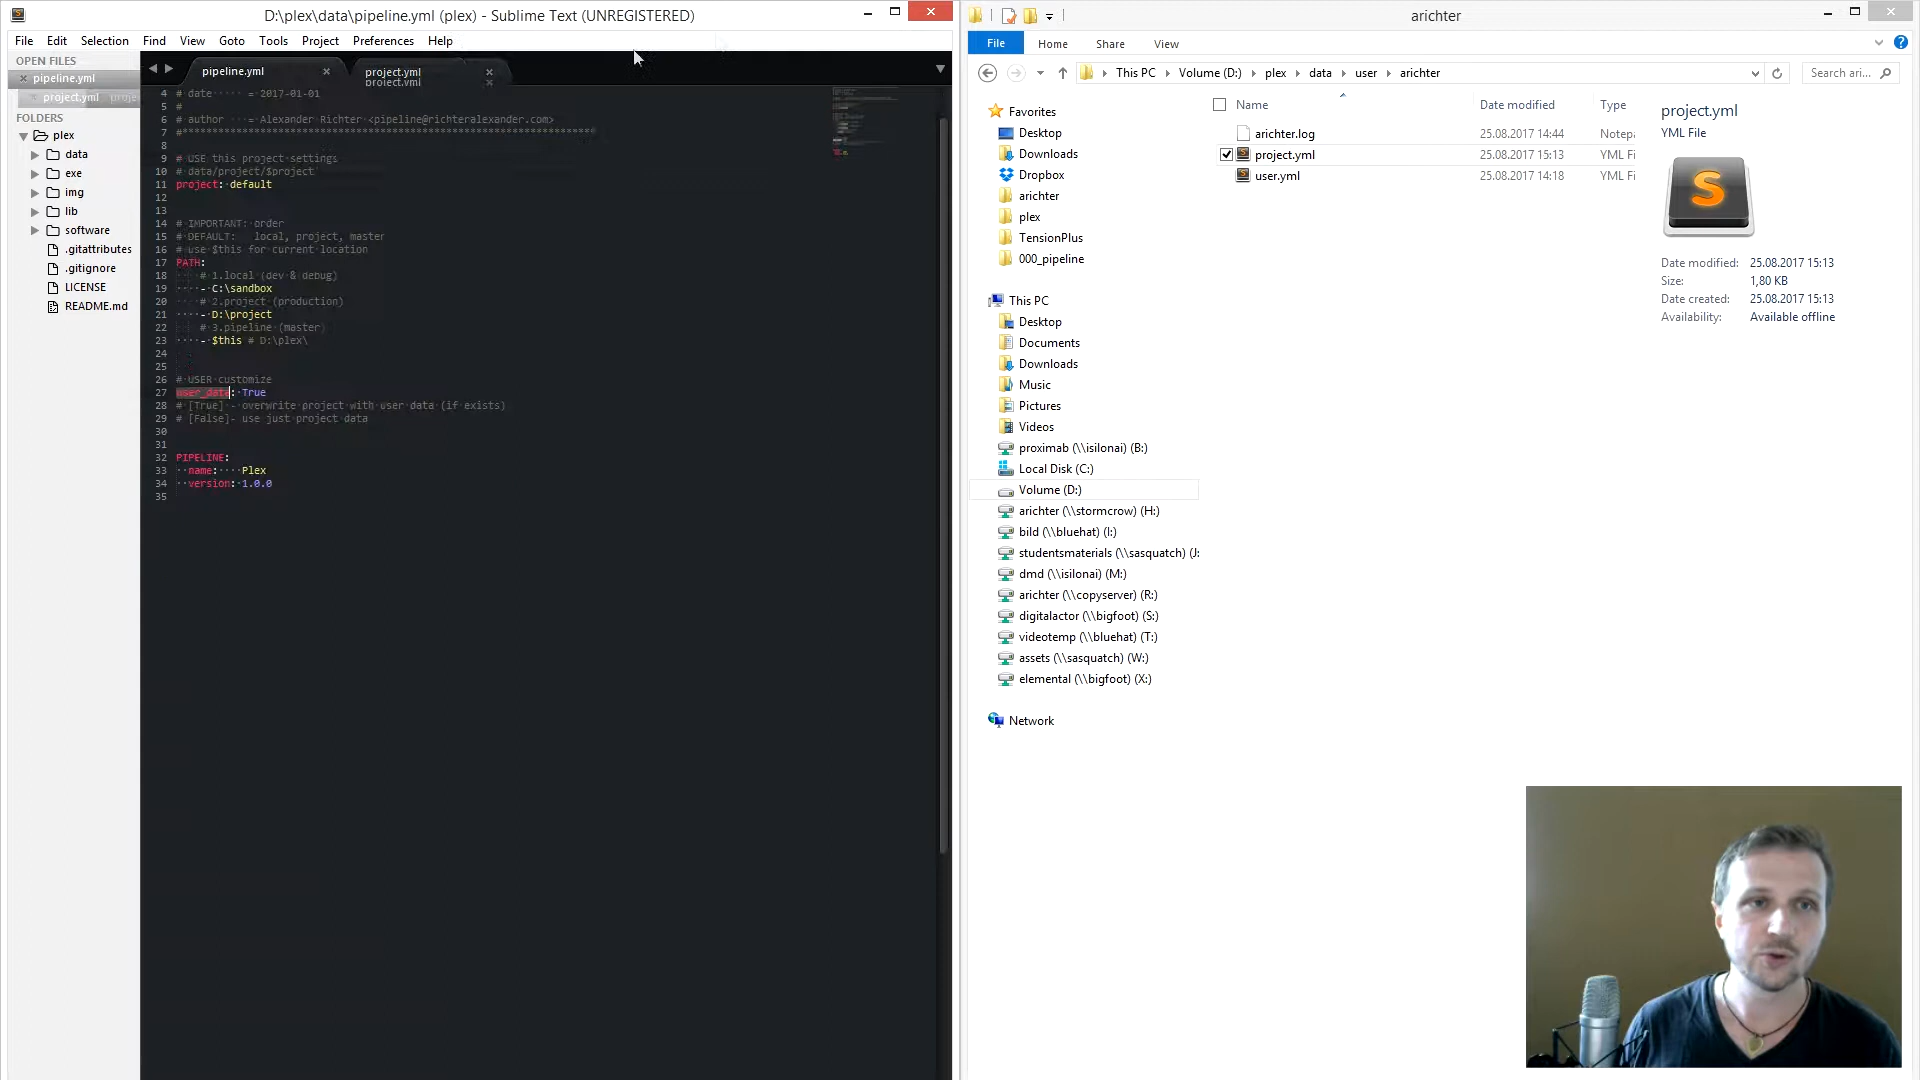 D:\plex\data\pipeline.yml (plex) - Sublime Text (UNREGISTERED)
File Edit Selection Find View Goto Tools Project Preferences Help
OPEN FILES
pipeline.yml
project.yml
FOLDERS
plex
data
exe
img
lib
software
.gitattributes
.gitignore
LICENSE
README.md
pipeline.yml
project.yml
project.yml
4 # date = 2017-01-01
5 #
6 # author = Alexander Richter <pipeline@richteralexander.com>
7 #*********************************************************************
8
9 # USE this project settings
10 # data/project/$project
11 project: default
12
13
14 # IMPORTANT: order
15 # DEFAULT: local, project, master
16 # use $this for current location
17 PATH:
18 # 1.local (dev & debug)
19 - C:\sandbox
20 # 2.project (production)
21 - D:\project
22 # 3.pipeline (master)
23 - $this # D:\plex\
24
25
26 # USER customize
27 user_data: True
28 # [True] - overwrite project with user data (if exists)
29 # [False]- use just project data
30
31
32 PIPELINE:
33 name: Plex
34 version: 1.0.0
35
arichter
File Home Share View
This PC Volume (D:) plex data user arichter
Search ari...
Favorites
Desktop
Downloads
Dropbox
arichter
plex
TensionPlus
000_pipeline
This PC
Desktop
Documents
Downloads
Music
Pictures
Videos
proximab (\\isilonai) (B:)
Local Disk (C:)
Volume (D:)
arichter (\\stormcrow) (H:)
bild (\\bluehat) (I:)
studentsmaterials (\\sasquatch) (J:
dmd (\\isilonai) (M:)
arichter (\\copyserver) (R:)
digitalactor (\\bigfoot) (S:)
videotemp (\\bluehat) (T:)
assets (\\sasquatch) (W:)
elemental (\\bigfoot) (X:)
Network
Name Date modified Type
arichter.log 25.08.2017 14:44 Notepa
project.yml 25.08.2017 15:13 YML Fi
user.yml 25.08.2017 14:18 YML Fi
project.yml
YML File
Date modified: 25.08.2017 15:13
Size: 1,80 KB
Date created: 25.08.2017 15:13
Availability: Available offline